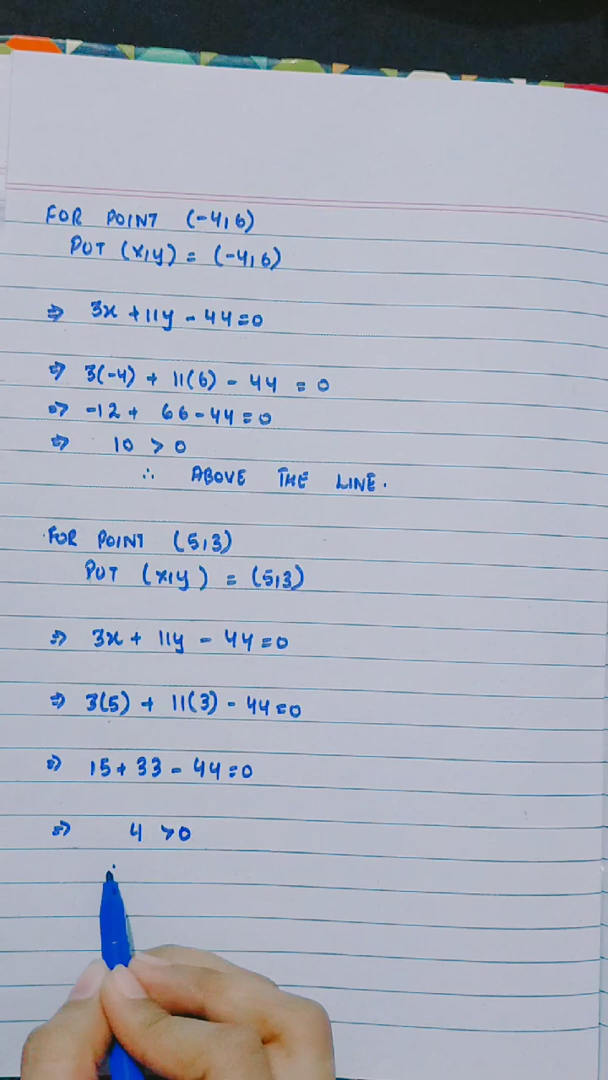 FOR POINT (-4,6)
PUT (x,y) = (-4,6)
⇒ 3x + 11y - 44 = 0
⇒ 3(-4) + 11(6) - 44 = 0
⇒ -12 + 66 - 44 = 0
⇒ 10 > 0
∴ ABOVE THE LINE.
FOR POINT (5,3)
PUT (x,y) = (5,3)
⇒ 3x + 11y - 44 = 0
⇒ 3(5) + 11(3) - 44 = 0
⇒ 15 + 33 - 44 = 0
⇒ 4 > 0